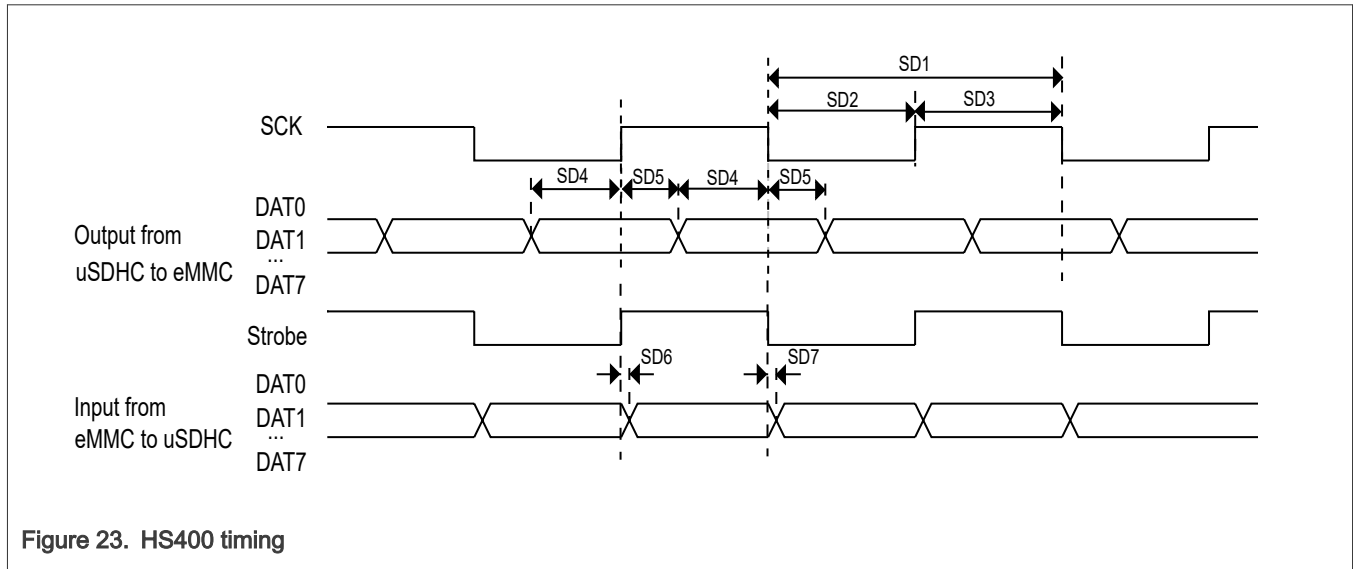 SD1
SD2 SD3
SCK
SD4 SD5 SD4 SD5
DAT0
Output from
DAT1
...
uSDHC to eMMC
DAT7
Strobe
SD6 SD7
DAT0
Input from
DAT1
...
eMMC to uSDHC
DAT7
Figure 23. HS400 timing